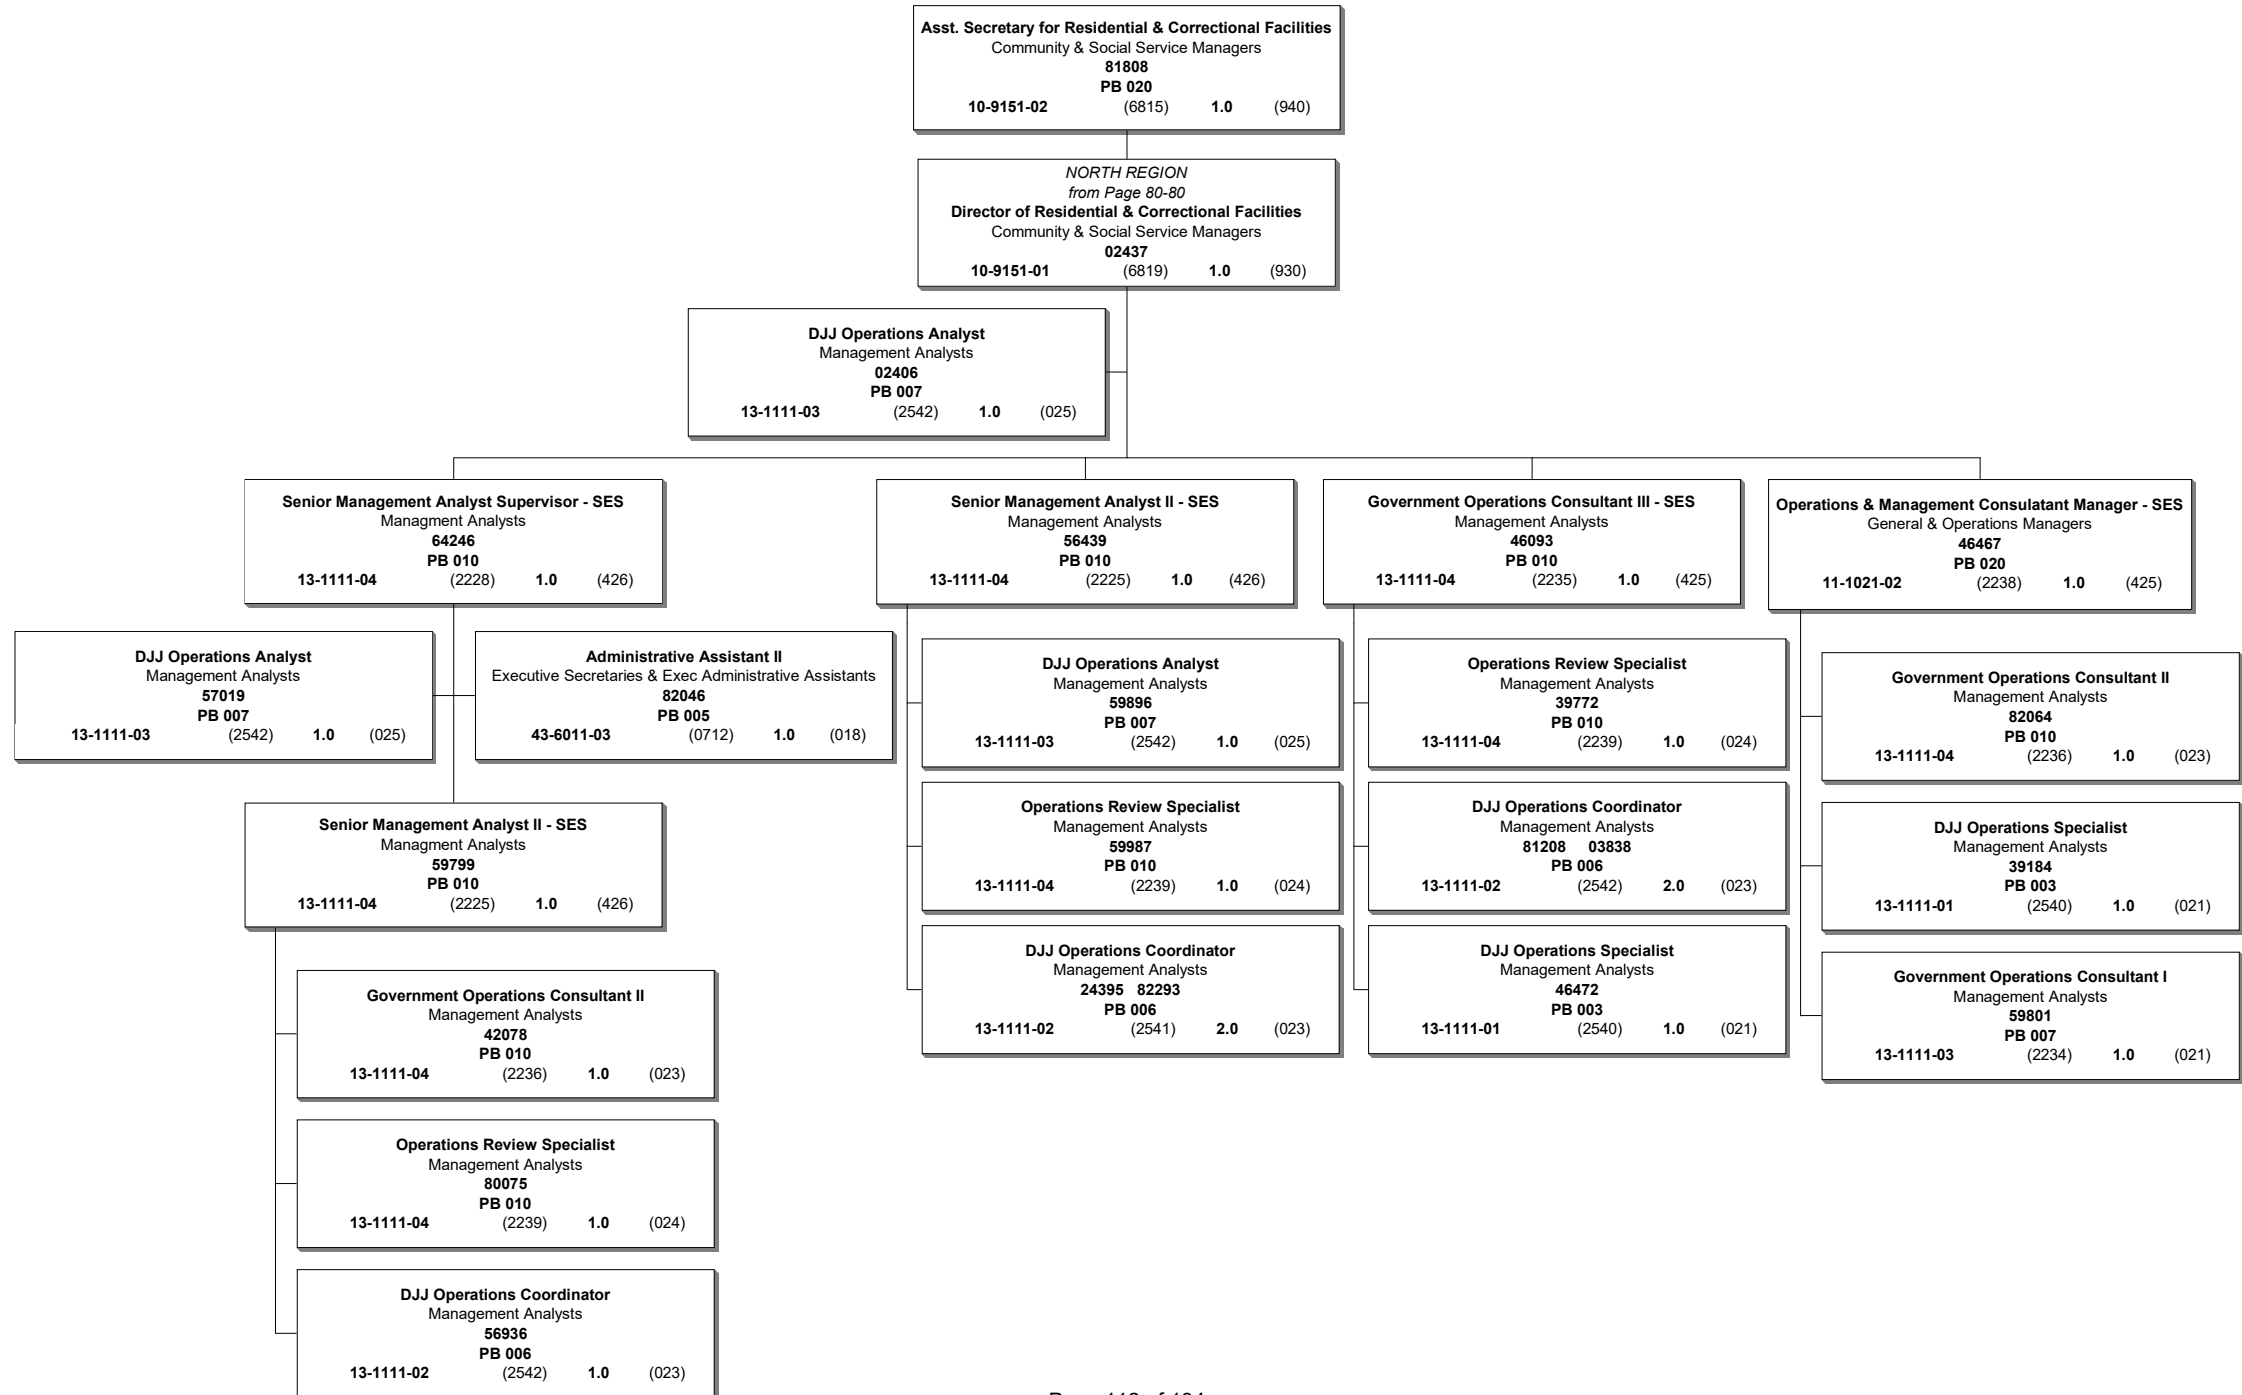 Asst. Secretary for Residential & Correctional Facilities
Community & Social Service Managers
81808
PB 020
10-9151-02 (6815) 1.0 (940)
NORTH REGION
from Page 80-80
Director of Residential & Correctional Facilities
Community & Social Service Managers
02437
10-9151-01 (6819) 1.0 (930)
DJJ Operations Analyst
Management Analysts
02406
PB 007
13-1111-03 (2542) 1.0 (025)
Senior Management Analyst Supervisor - SES
Managment Analysts
64246
PB 010
13-1111-04 (2228) 1.0 (426)
DJJ Operations Analyst
Management Analysts
57019
PB 007
13-1111-03 (2542) 1.0 (025)
Administrative Assistant II
Executive Secretaries & Exec Administrative Assistants
82046
PB 005
43-6011-03 (0712) 1.0 (018)
Senior Management Analyst II - SES
Managment Analysts
59799
PB 010
13-1111-04 (2225) 1.0 (426)
Government Operations Consultant II
Management Analysts
42078
PB 010
13-1111-04 (2236) 1.0 (023)
Operations Review Specialist
Management Analysts
80075
PB 010
13-1111-04 (2239) 1.0 (024)
DJJ Operations Coordinator
Management Analysts
56936
PB 006
13-1111-02 (2542) 1.0 (023)
Senior Management Analyst II - SES
Management Analysts
56439
PB 010
13-1111-04 (2225) 1.0 (426)
DJJ Operations Analyst
Management Analysts
59896
PB 007
13-1111-03 (2542) 1.0 (025)
Operations Review Specialist
Management Analysts
59987
PB 010
13-1111-04 (2239) 1.0 (024)
DJJ Operations Coordinator
Management Analysts
24395 82293
PB 006
13-1111-02 (2541) 2.0 (023)
Government Operations Consultant III - SES
Management Analysts
46093
PB 010
13-1111-04 (2235) 1.0 (425)
Operations Review Specialist
Management Analysts
39772
PB 010
13-1111-04 (2239) 1.0 (024)
DJJ Operations Coordinator
Management Analysts
81208 03838
PB 006
13-1111-02 (2542) 2.0 (023)
DJJ Operations Specialist
Management Analysts
46472
PB 003
13-1111-01 (2540) 1.0 (021)
Operations & Management Consulatant Manager - SES
General & Operations Managers
46467
PB 020
11-1021-02 (2238) 1.0 (425)
Government Operations Consultant II
Management Analysts
82064
PB 010
13-1111-04 (2236) 1.0 (023)
DJJ Operations Specialist
Management Analysts
39184
PB 003
13-1111-01 (2540) 1.0 (021)
Government Operations Consultant I
Management Analysts
59801
PB 007
13-1111-03 (2234) 1.0 (021)